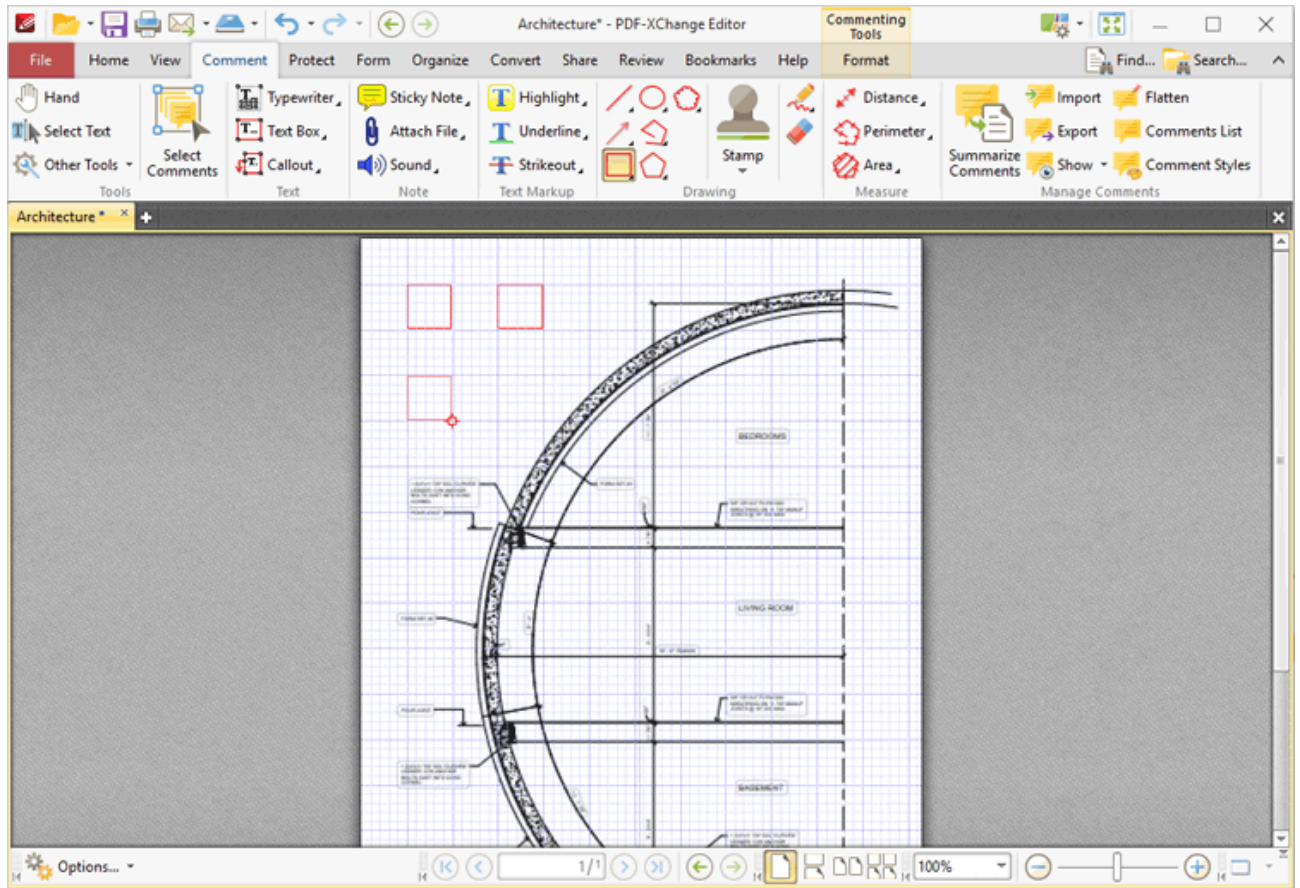 Architecture* - PDF-XChange Editor
Commenting Tools
File Home View Comment Protect Form Organize Convert Share Review Bookmarks Help Format Find... Search...
Hand
Select Text
Other Tools
Tools
Select Comments
Typewriter
Text Box
Callout
Text
Sticky Note
Attach File
Sound
Note
Highlight
Underline
Strikeout
Text Markup
Stamp
Drawing
Distance
Perimeter
Area
Measure
Summarize Comments
Import
Export
Show
Flatten
Comments List
Comment Styles
Manage Comments
Architecture *
BEDROOMS
LIVING ROOM
BASEMENT
Options...
1/1
100%